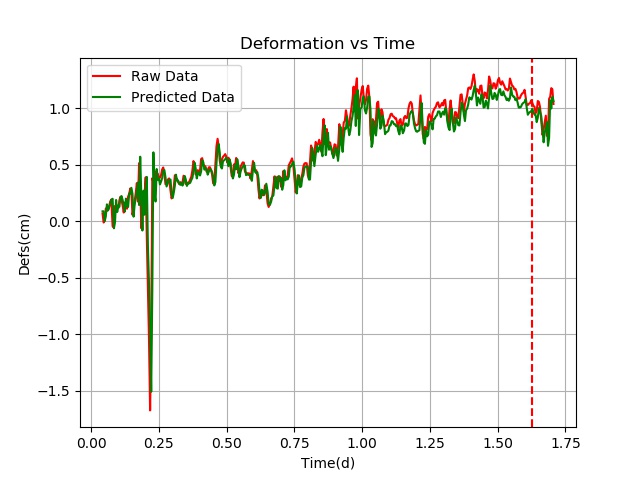 Deformation vs Time
Raw Data
Predicted Data
Defs(cm)
1.0
0.5
0.0
−0.5
−1.0
−1.5
0.00 0.25 0.50 0.75 1.00 1.25 1.50 1.75
Time(d)